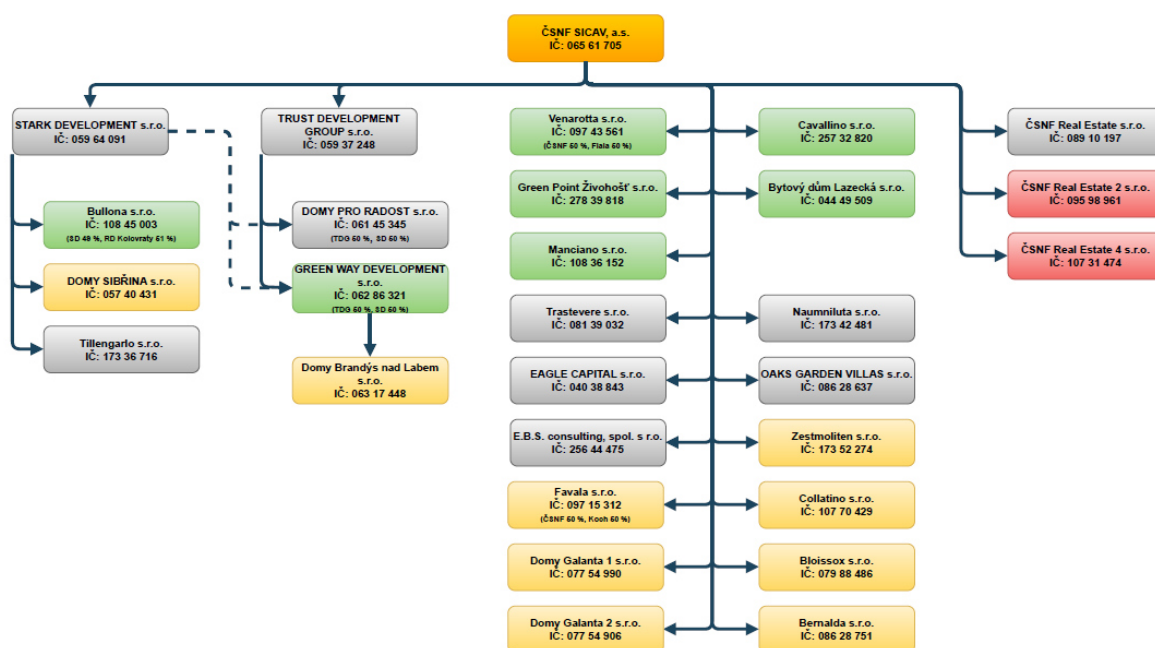 ČSNF SICAV, a.s.
IČ: 065 61 705
STARK DEVELOPMENT s.r.o.
IČ: 059 64 091
TRUST DEVELOPMENT
GROUP s.r.o.
IČ: 059 37 248
Venarotta s.r.o.
IČ: 097 43 561
(ČSNF 50 %, Fiala 50 %)
Cavallino s.r.o.
IČ: 257 32 820
ČSNF Real Estate s.r.o.
IČ: 089 10 197
Bullona s.r.o.
IČ: 108 45 003
(SD 49 %, RD Kolovraty 51 %)
DOMY PRO RADOST s.r.o.
IČ: 061 45 345
(TDG 50 %, SD 50 %)
Green Point Živohošť s.r.o.
IČ: 278 39 818
Bytový dům Lazecká s.r.o.
IČ: 044 49 509
ČSNF Real Estate 2 s.r.o.
IČ: 095 98 961
DOMY SIBŘINA s.r.o.
IČ: 057 40 431
GREEN WAY DEVELOPMENT
s.r.o.
IČ: 062 86 321
(TDG 50 %, SD 50 %)
Manciano s.r.o.
IČ: 108 36 152
ČSNF Real Estate 4 s.r.o.
IČ: 107 31 474
Tillengarlo s.r.o.
IČ: 173 36 716
Domy Brandýs nad Labem
s.r.o.
IČ: 063 17 448
Trastevere s.r.o.
IČ: 081 39 032
Naumniluta s.r.o.
IČ: 173 42 481
EAGLE CAPITAL s.r.o.
IČ: 040 38 843
OAKS GARDEN VILLAS s.r.o.
IČ: 086 28 637
E.B.S. consulting, spol. s r.o.
IČ: 256 44 475
Zestmoliten s.r.o.
IČ: 173 52 274
Favala s.r.o.
IČ: 097 15 312
(ČSNF 50 %, Koch 50 %)
Collatino s.r.o.
IČ: 107 70 429
Domy Galanta 1 s.r.o.
IČ: 077 54 990
Bloissox s.r.o.
IČ: 079 88 486
Domy Galanta 2 s.r.o.
IČ: 077 54 906
Bernalda s.r.o.
IČ: 086 28 751